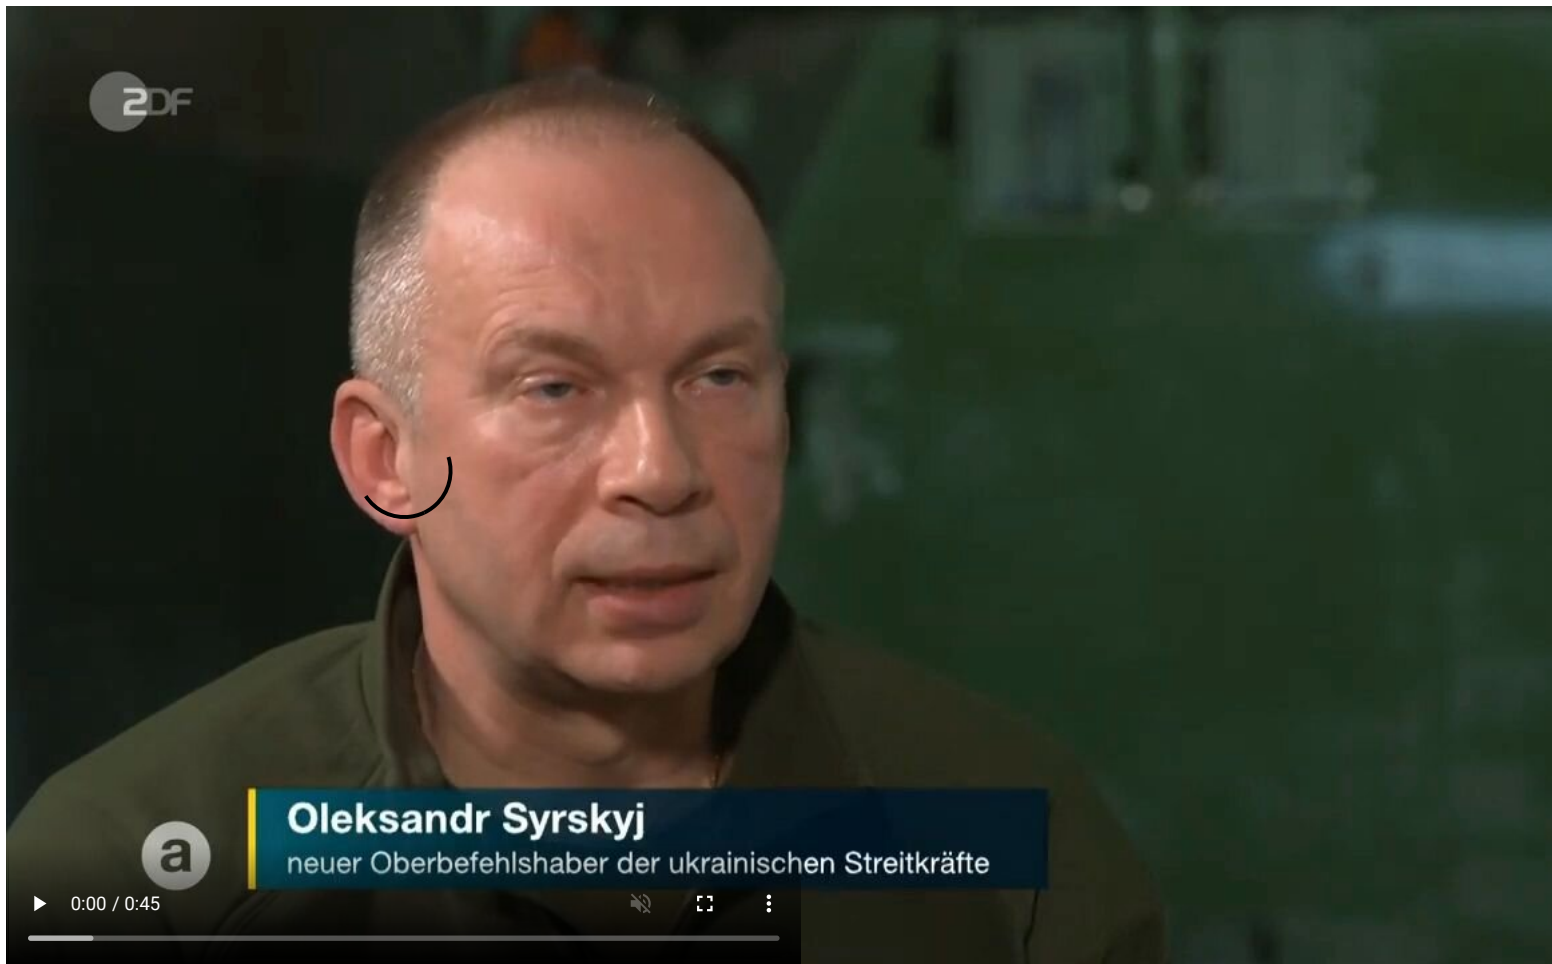 ZDF
Oleksandr Syrskyj
neuer Oberbefehlshaber der ukrainischen Streitkräfte
a
0:00 / 0:45